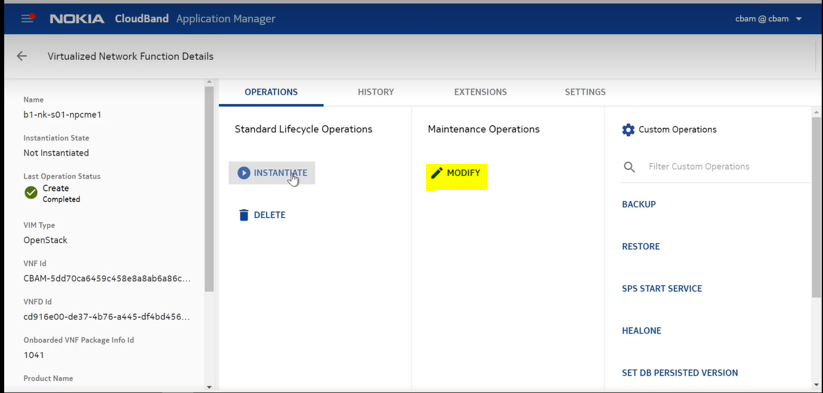 NOKIA CloudBand Application Manager
cbam @ cbam
Virtualized Network Function Details
Name
b1-nk-s01-npcme1
Instantiation State
Not Instantiated
Last Operation Status
Create
Completed
VIM Type
OpenStack
VNF Id
CBAM-5dd70ca6459c458e8a8ab6a86c...
VNFD Id
cd916e00-de37-4b76-a445-df4bd456...
Onboarded VNF Package Info Id
1041
Product Name
OPERATIONS
HISTORY
EXTENSIONS
SETTINGS
Standard Lifecycle Operations
INSTANTIATE
DELETE
Maintenance Operations
MODIFY
Custom Operations
Filter Custom Operations
BACKUP
RESTORE
SPS START SERVICE
HEALONE
SET DB PERSISTED VERSION